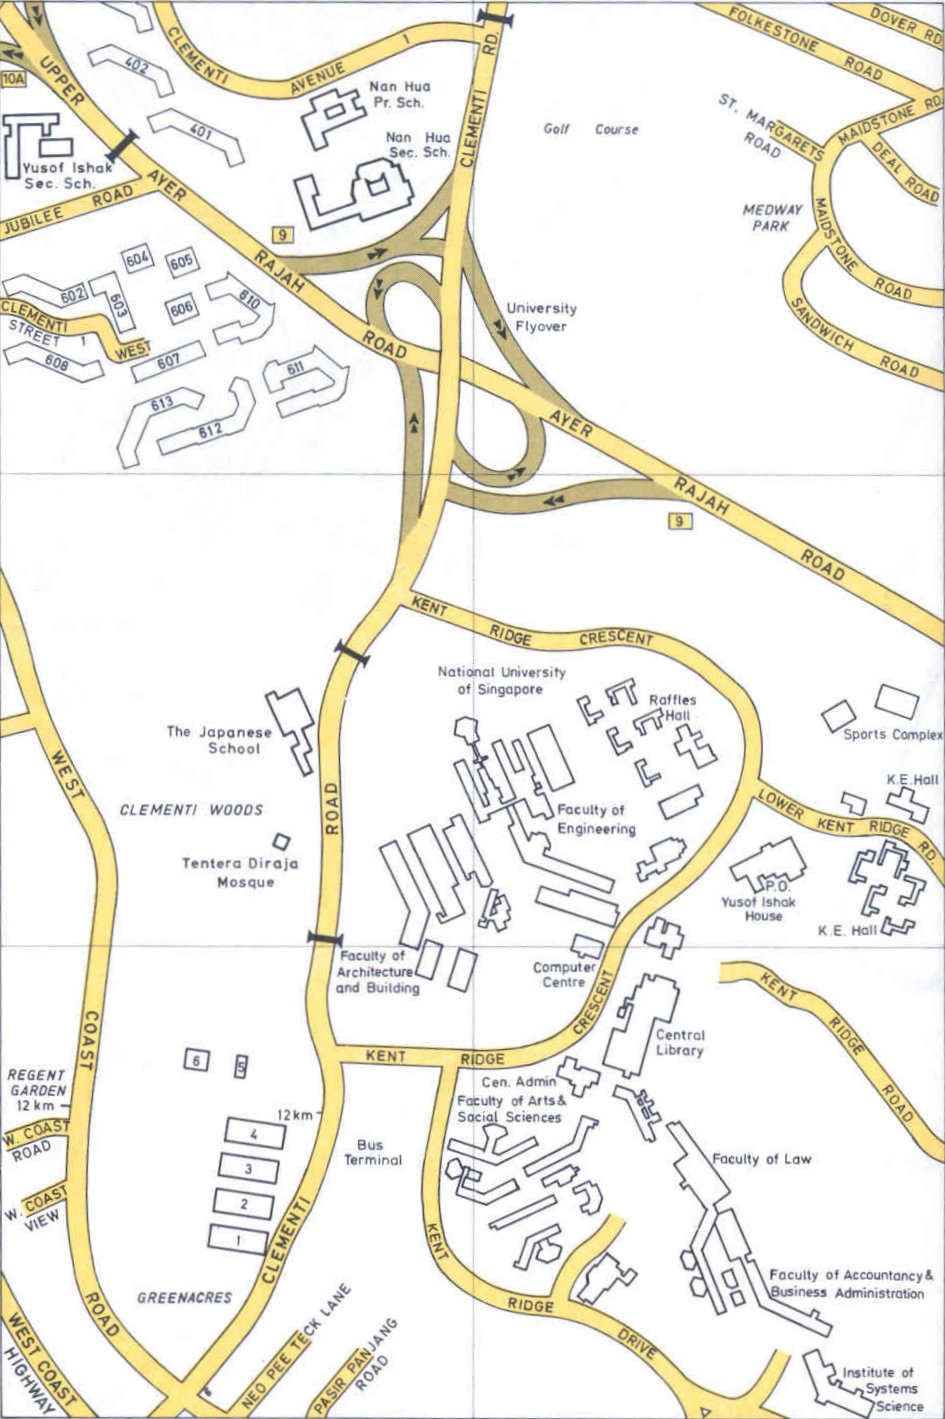 FOLKESTONE ROAD
DOVER RD.
CLEMENTI AVENUE 1
CLEMENTI RD.
402
10A
UPPER AYER RAJAH ROAD
Nan Hua
Pr. Sch.
401
Nan Hua
Sec. Sch.
Golf Course
ST. MARGARETS
ROAD
MAIDSTONE RD.
DEAL ROAD
Yusof Ishak
Sec. Sch.
JUBILEE ROAD
MEDWAY
PARK
MAIDSTONE ROAD
9
604
605
602
603
606
610
CLEMENTI
STREET 1
WEST
608
607
611
613
612
University
Flyover
SANDWICH ROAD
AYER RAJAH ROAD
9
KENT RIDGE CRESCENT
National University
of Singapore
Raffles
Hall
Sports Complex
The Japanese
School
K.E. Hall
WEST COAST ROAD
CLEMENTI WOODS
ROAD
Faculty of
Engineering
LOWER KENT RIDGE RD.
Tentera Diraja
Mosque
P.O.
Yusof Ishak
House
K.E. Hall
Faculty of
Architecture
and Building
Computer
Centre
KENT RIDGE ROAD
KENT RIDGE CRESCENT
Central
Library
6
5
REGENT
GARDEN
12 km
Cen. Admin
Faculty of Arts &
Social Sciences
12 km
W. COAST
ROAD
4
Bus
Terminal
Faculty of Law
3
W. COAST
VIEW
2
1
CLEMENTI
KENT RIDGE DRIVE
GREENACRES
Faculty of Accountancy &
Business Administration
WEST COAST
HIGHWAY
NEO PEE TECK LANE
PASIR PANJANG
ROAD
Institute of
Systems
Science